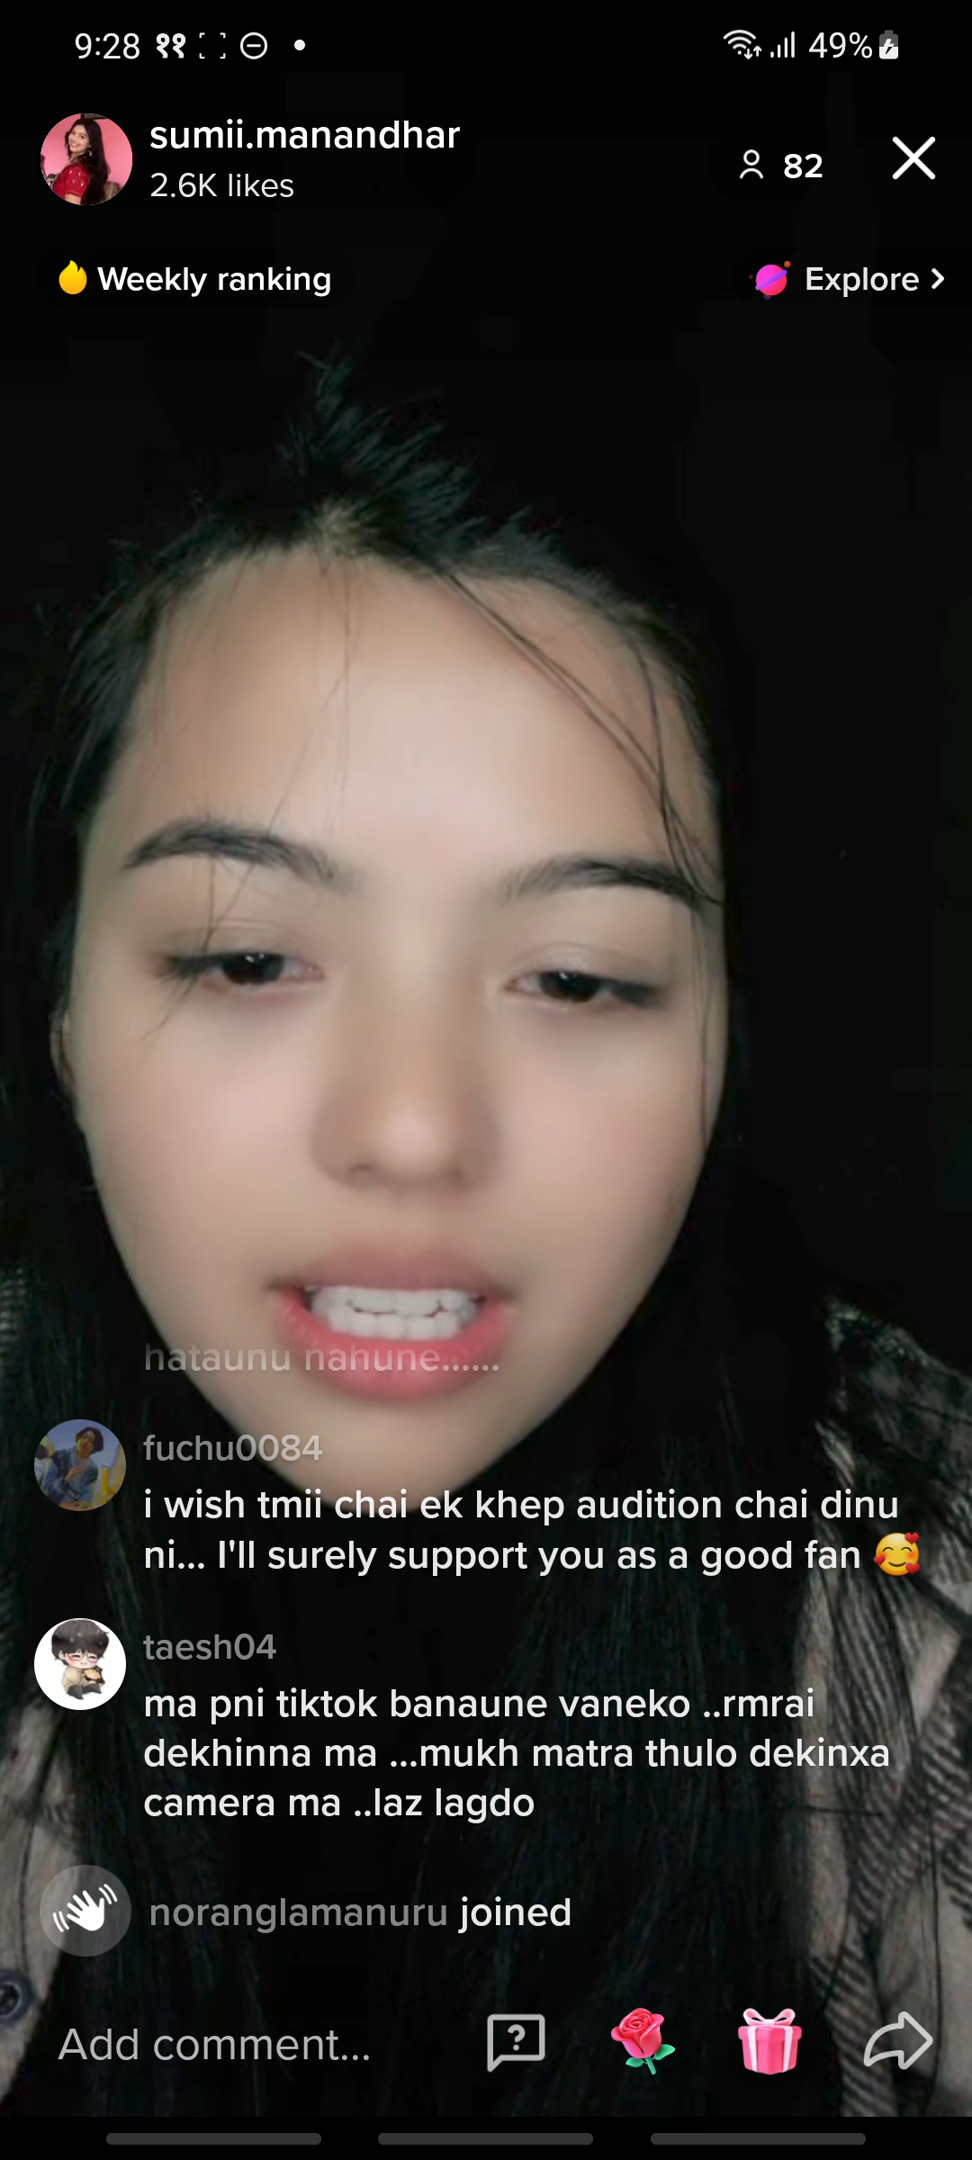 9:28 ११ 49%
sumii.manandhar
2.6K likes
82
Weekly ranking
Explore
hataunu nahune......
fuchu0084
i wish tmii chai ek khep audition chai dinu
ni... I'll surely support you as a good fan 🥰
taesh04
ma pni tiktok banaune vaneko ..rmrai
dekhinna ma ...mukh matra thulo dekinxa
camera ma ..laz lagdo
noranglamanuru joined
Add comment...